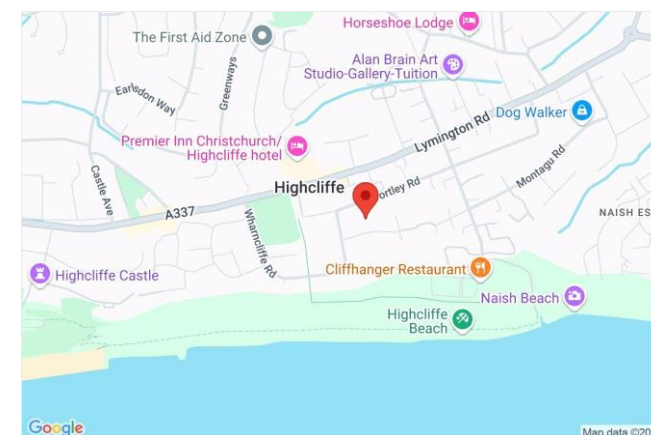 Horseshoe Lodge
The First Aid Zone
Alan Brain Art
Studio-Gallery-Tuition
Earlsdon Way
Greenways
Dog Walker
Lymington Rd
Premier Inn Christchurch/
Highcliffe hotel
Montagu Rd
Castle Ave
Highcliffe
ortley Rd
A337
NAISH ES
Wharncliffe Rd
Highcliffe Castle
Cliffhanger Restaurant
Naish Beach
Highcliffe
Beach
Google
Map data ©20